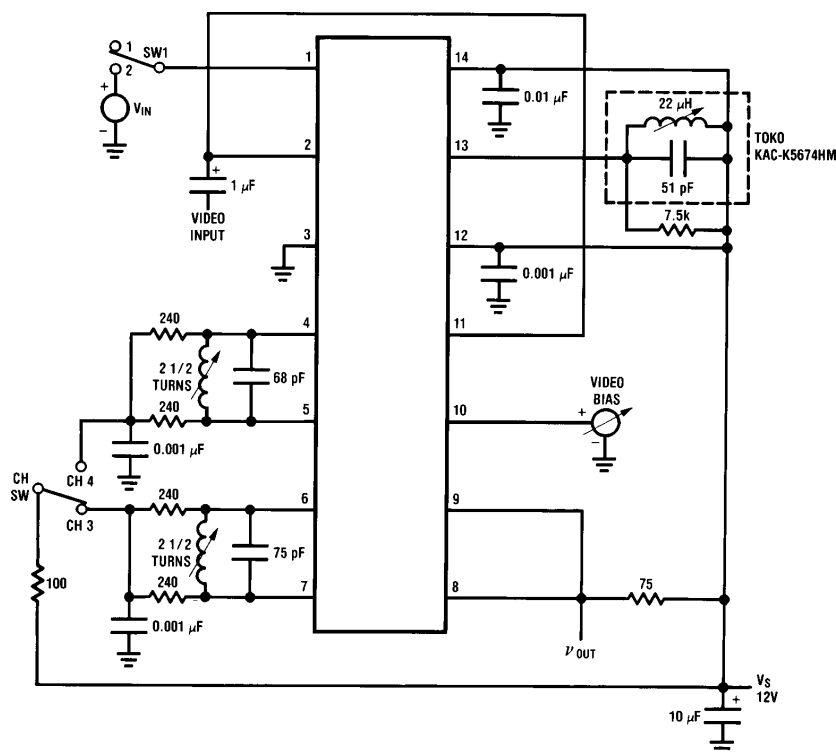 1
2
SW1
+
VIN
−
1
14
0.01 μF
22 μH
TOKO
KAC-K5674HM
51 pF
13
2
+
1 μF
VIDEO
INPUT
7.5k
3
12
0.001 μF
240
4
11
2 1/2
TURNS
68 pF
VIDEO
BIAS
+
−
240
5
10
0.001 μF
CH 4
CH
SW
CH 3
240
6
9
2 1/2
TURNS
75 pF
100
240
7
8
75
0.001 μF
νOUT
VS
12V
10 μF
+